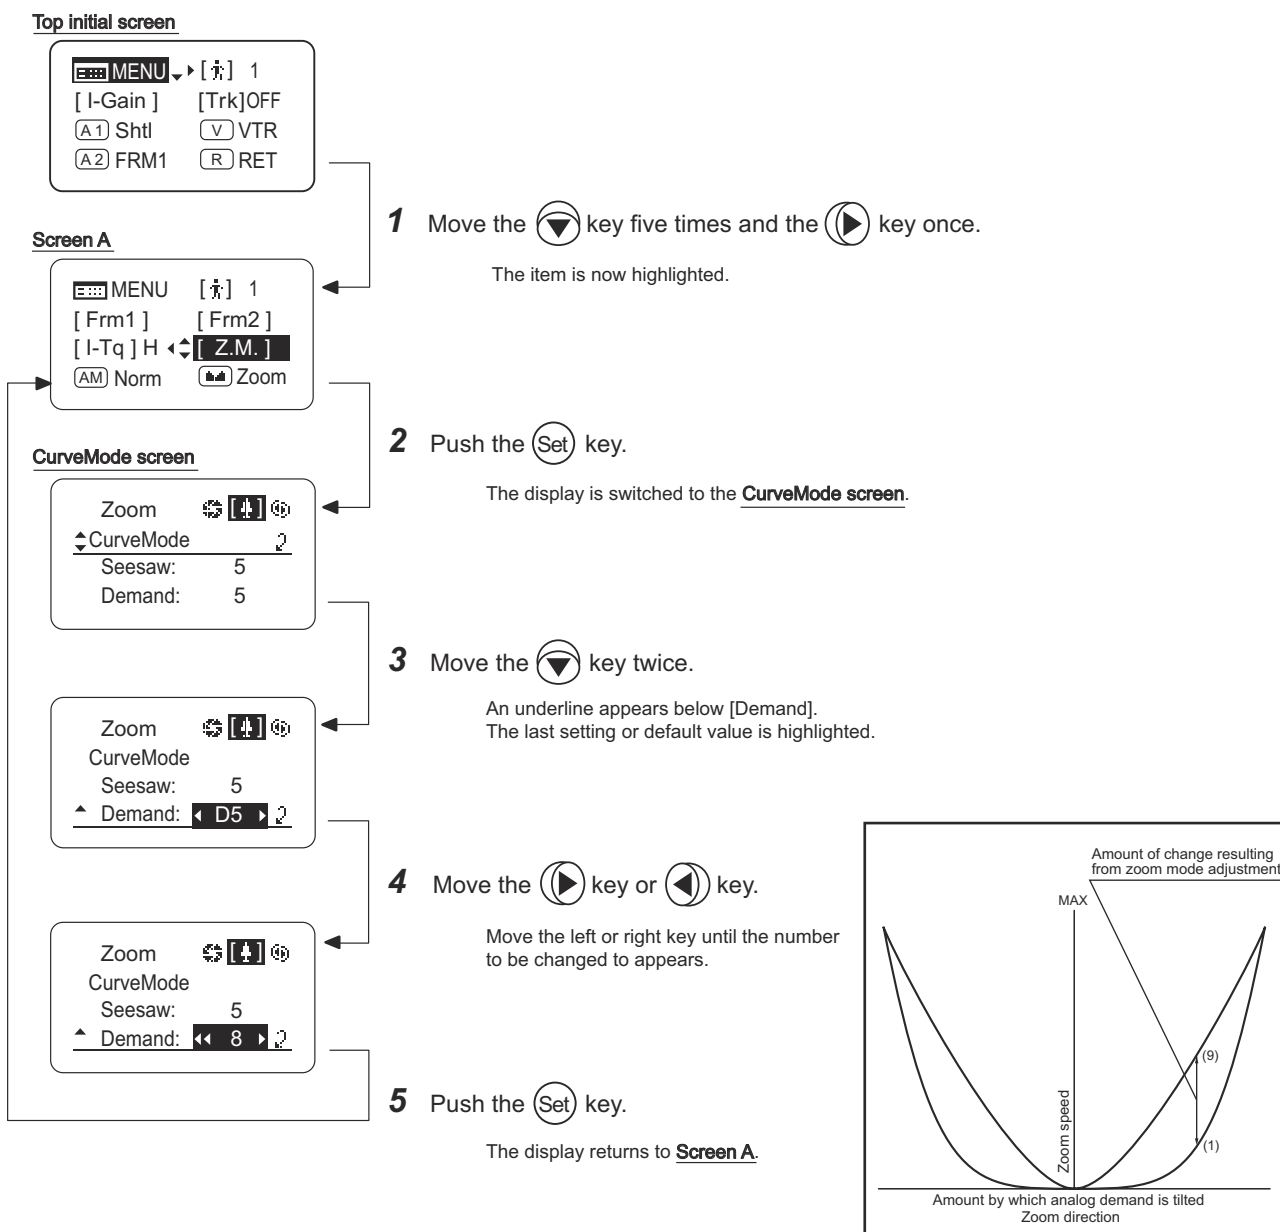 Top initial screen
MENU [ ] 1
[ I-Gain ] [Trk]OFF
A1 Shtl V VTR
A2 FRM1 R RET
1 Move the key five times and the key once.
The item is now highlighted.
Screen A
MENU [ ] 1
[ Frm1 ] [ Frm2 ]
[ I-Tq ] H [ Z.M. ]
AM Norm Zoom
2 Push the Set key.
The display is switched to the CurveMode screen.
CurveMode screen
Zoom [ ]
CurveMode
Seesaw: 5
Demand: 5
3 Move the key twice.
An underline appears below [Demand].
The last setting or default value is highlighted.
Zoom [ ]
CurveMode
Seesaw: 5
Demand: D5
4 Move the key or key.
Move the left or right key until the number
to be changed to appears.
Zoom [ ]
CurveMode
Seesaw: 5
Demand: 8
5 Push the Set key.
The display returns to Screen A.
Amount of change resulting
from zoom mode adjustment
MAX
(9)
(1)
Zoom speed
Amount by which analog demand is tilted
Zoom direction